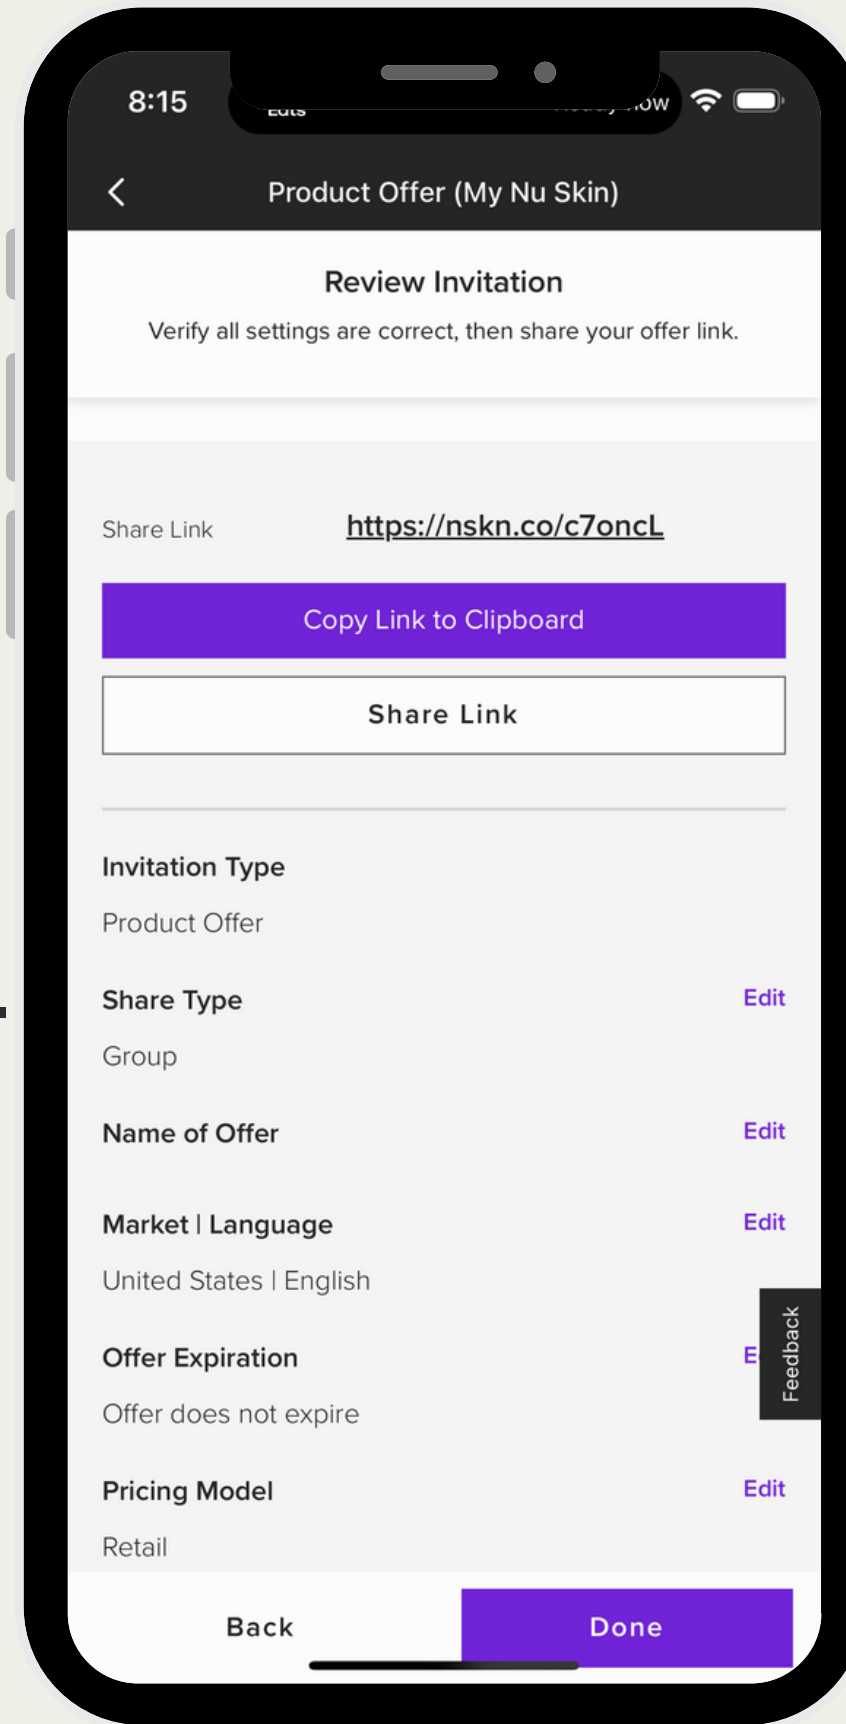 8:15
Product Offer (My Nu Skin)
Review Invitation
Verify all settings are correct, then share your offer link.
Share Link https://nskn.co/c7oncL
Copy Link to Clipboard
Share Link
Invitation Type
Product Offer
Share Type Edit
Group
Name of Offer Edit
Market | Language Edit
United States | English
Offer Expiration
Offer does not expire
Feedback
Pricing Model Edit
Retail
Back Done